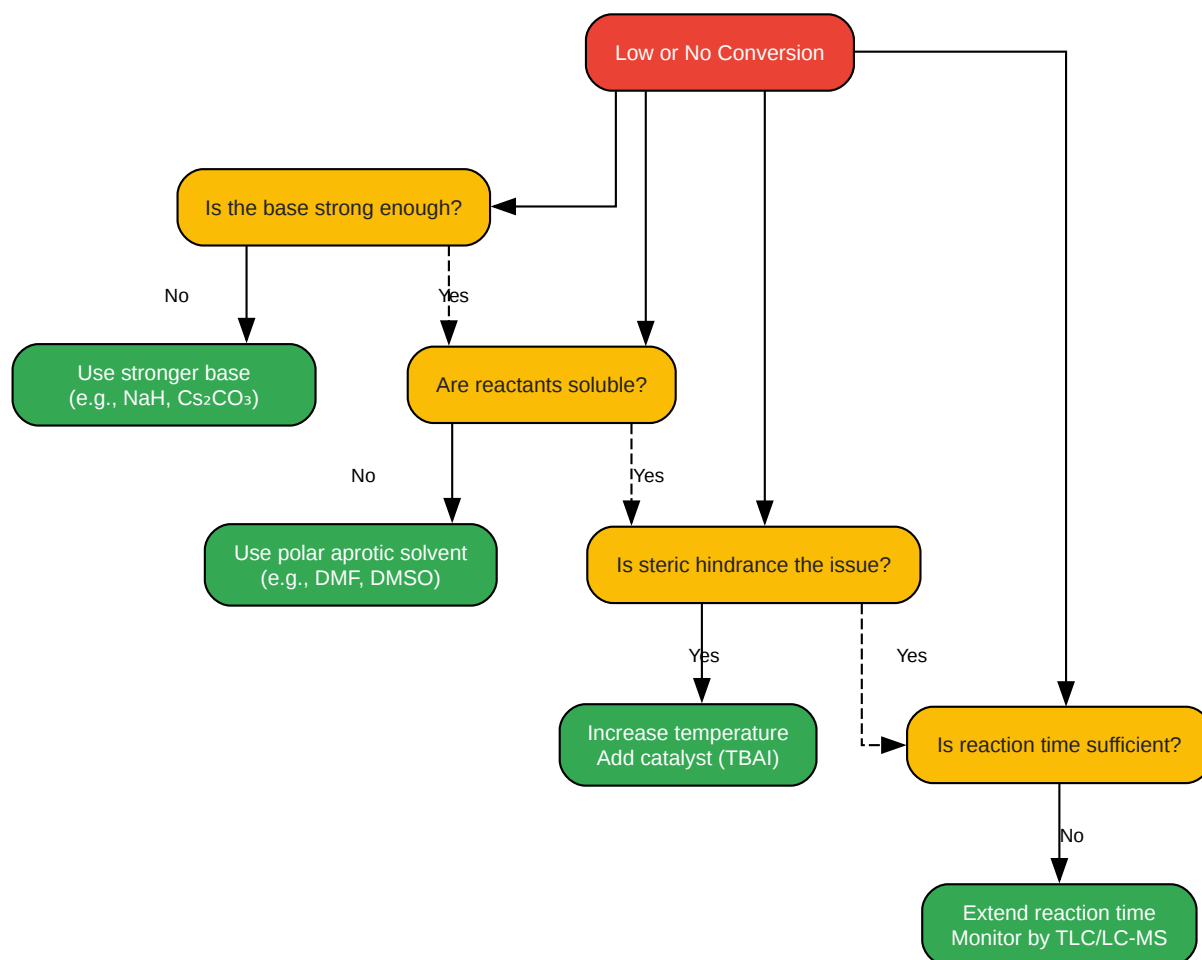 Low or No Conversion
Is the base strong enough?
No
Yes
Use stronger base
(e.g., NaH, Cs₂CO₃)
Are reactants soluble?
No
Yes
Use polar aprotic solvent
(e.g., DMF, DMSO)
Is steric hindrance the issue?
Yes
Yes
Increase temperature
Add catalyst (TBAI)
Is reaction time sufficient?
No
Extend reaction time
Monitor by TLC/LC-MS